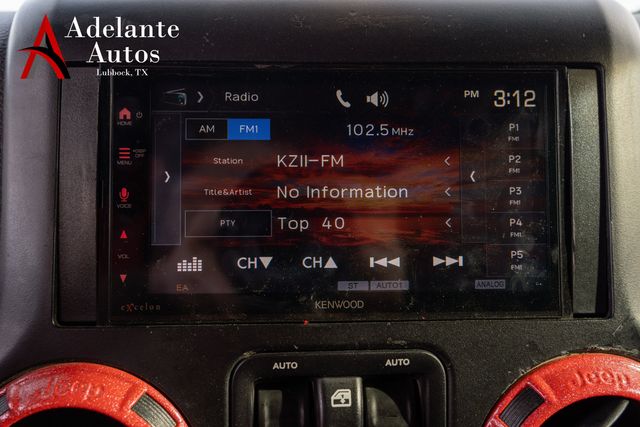 Adelante
Autos
Lubbock, TX
Radio
PM 3:12
AM FM1 102.5 MHz
P1
FM1
HOME
MENU
DISP
OFF
Station KZII-FM
P2
FM1
Title&Artist No Information
P3
FM1
VOICE
PTY Top 40
P4
FM1
VOL
CH▼ CH▲
P5
FM1
EA
ST AUTO1 ANALOG
eXcelon KENWOOD
AUTO AUTO
Jeep Jeep